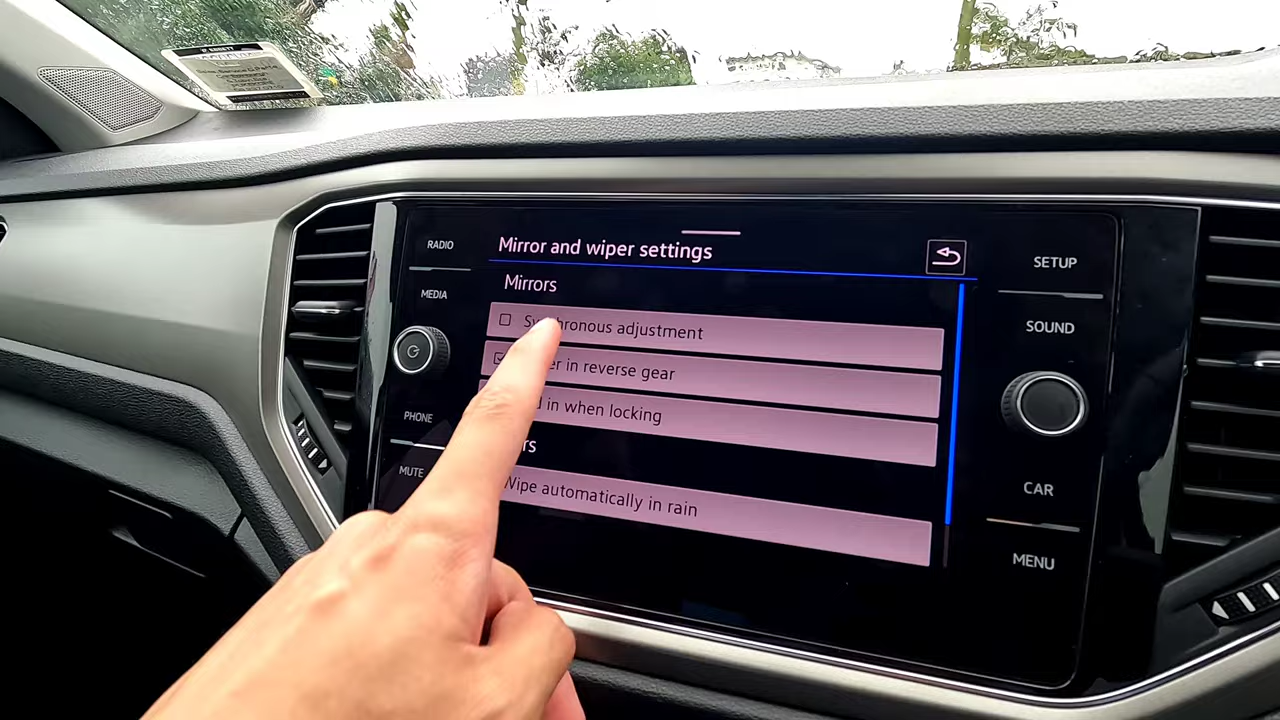 RADIO
MEDIA
PHONE
MUTE
Mirror and wiper settings
Mirrors
Synchronous adjustment
in reverse gear
in when locking
Wipe automatically in rain
SETUP
SOUND
CAR
MENU